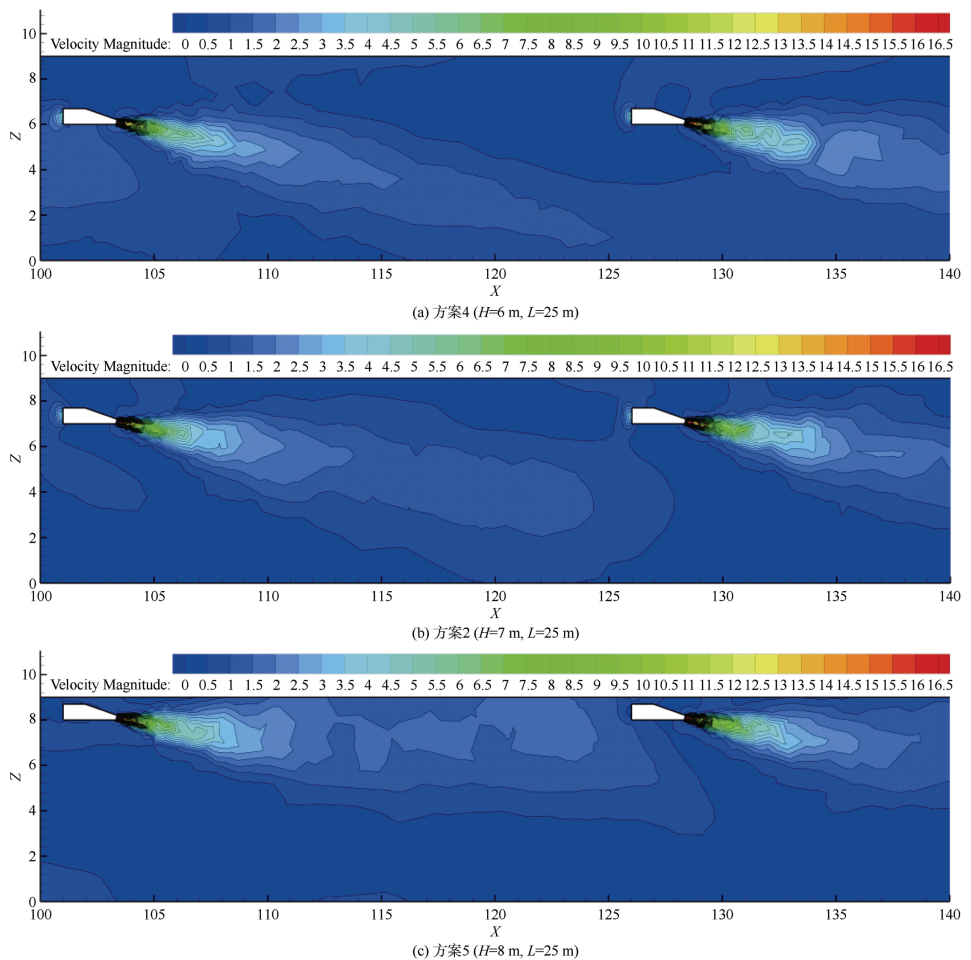 10
Velocity Magnitude: 0 0.5 1 1.5 2 2.5 3 3.5 4 4.5 5 5.5 6 6.5 7 7.5 8 8.5 9 9.5 10 10.5 11 11.5 12 12.5 13 13.5 14 14.5 15 15.5 16 16.5
8
6
Z
4
2
0
100 105 110 115 120 125 130 135 140
X
(a) 方案4 (H=6 m, L=25 m)
10
Velocity Magnitude: 0 0.5 1 1.5 2 2.5 3 3.5 4 4.5 5 5.5 6 6.5 7 7.5 8 8.5 9 9.5 10 10.5 11 11.5 12 12.5 13 13.5 14 14.5 15 15.5 16 16.5
8
6
Z
4
2
0
100 105 110 115 120 125 130 135 140
X
(b) 方案2 (H=7 m, L=25 m)
10
Velocity Magnitude: 0 0.5 1 1.5 2 2.5 3 3.5 4 4.5 5 5.5 6 6.5 7 7.5 8 8.5 9 9.5 10 10.5 11 11.5 12 12.5 13 13.5 14 14.5 15 15.5 16 16.5
8
6
Z
4
2
0
100 105 110 115 120 125 130 135 140
X
(c) 方案5 (H=8 m, L=25 m)